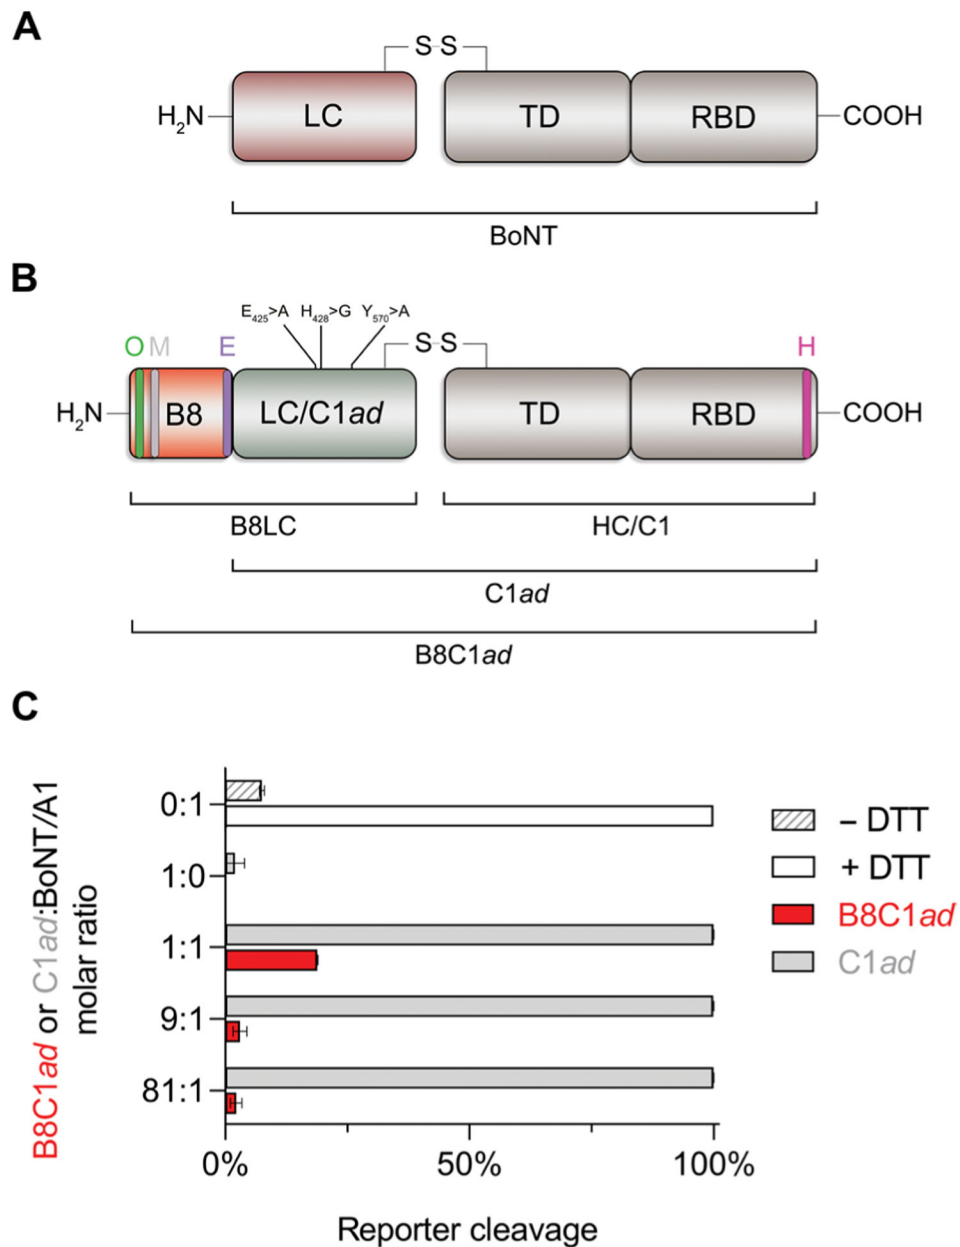 A
S-S
H2N LC TD RBD COOH
BoNT
B
E425>A H428>G Y570>A
O M E S-S H
H2N B8 LC/C1ad TD RBD COOH
B8LC HC/C1
C1ad
B8C1ad
C
B8C1ad or C1ad:BoNT/A1
molar ratio
0:1
1:0
1:1
9:1
81:1
0% 50% 100%
Reporter cleavage
– DTT
+ DTT
B8C1ad
C1ad